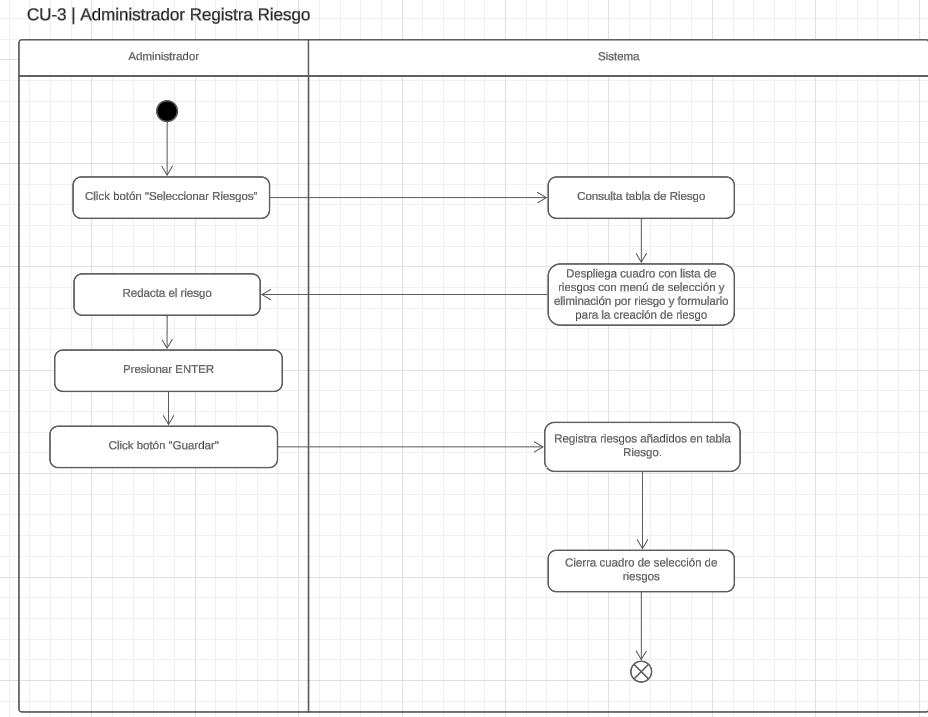 CU-3 | Administrador Registra Riesgo
Administrador
Sistema
Click botón "Seleccionar Riesgos"
Consulta tabla de Riesgo
Despliega cuadro con lista de
riesgos con menú de selección y
eliminación por riesgo y formulario
para la creación de riesgo
Redacta el riesgo
Presionar ENTER
Click botón "Guardar"
Registra riesgos añadidos en tabla
Riesgo.
Cierra cuadro de selección de
riesgos